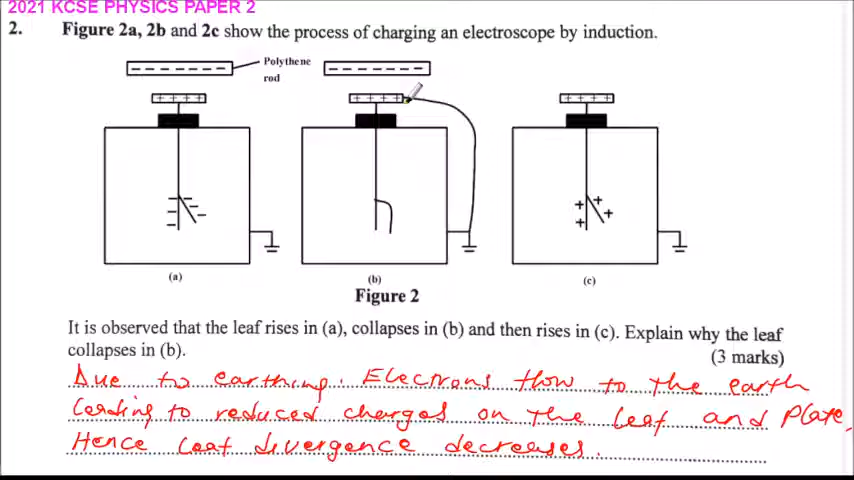 2021 KCSE PHYSICS PAPER 2
2. Figure 2a, 2b and 2c show the process of charging an electroscope by induction.
Polythene
rod
(a)
(b)
(c)
Figure 2
It is observed that the leaf rises in (a), collapses in (b) and then rises in (c). Explain why the leaf
collapses in (b). (3 marks)
Due to earthing. Electrons flow to the earth
leading to reduced charges on the leaf and plate,
Hence leaf divergence decreases.